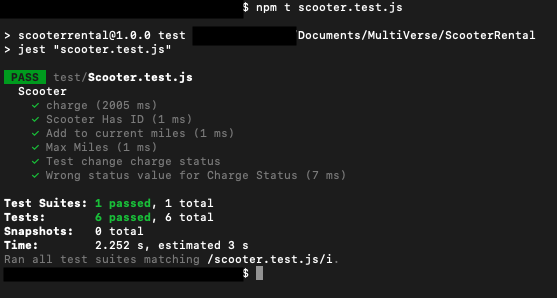 $ npm t scooter.test.js
> scooterrental@1.0.0 test Documents/MultiVerse/ScooterRental
> jest "scooter.test.js"
PASS test/Scooter.test.js
Scooter
✓ charge (2005 ms)
✓ Scooter Has ID (1 ms)
✓ Add to current miles (1 ms)
✓ Max Miles (1 ms)
✓ Test change charge status
✓ Wrong status value for Charge Status (7 ms)
Test Suites: 1 passed, 1 total
Tests: 6 passed, 6 total
Snapshots: 0 total
Time: 2.252 s, estimated 3 s
Ran all test suites matching /scooter.test.js/i.
$